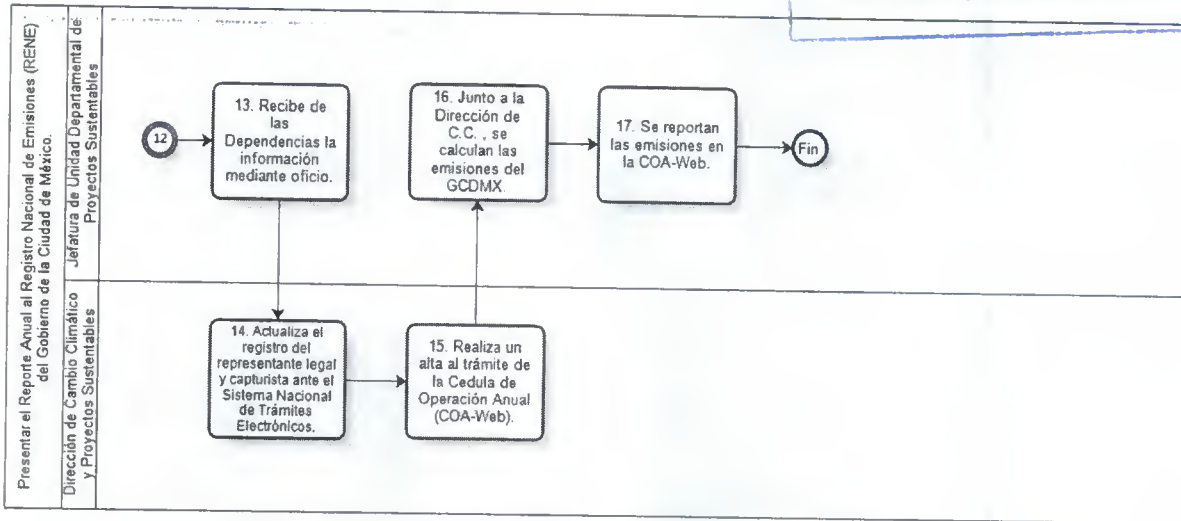 Presentar el Reporte Anual al Registro Nacional de Emisiones (RENE)
del Gobierno de la Ciudad de México.
Jefatura de Unidad Departamental de
Proyectos Sustentables
12
13. Recibe de
las
Dependencias la
información
mediante oficio.
16. Junto a la
Dirección de
C.C. , se
calculan las
emisiones del
GCDMX.
17. Se reportan
las emisiones en
la COA-Web.
Fin
Dirección de Cambio Climático
y Proyectos Sustentables
14. Actualiza el
registro del
representante legal
y capturista ante el
Sistema Nacional
de Trámites
Electrónicos.
15. Realiza un
alta al trámite de
la Cedula de
Operación Anual
(COA-Web).